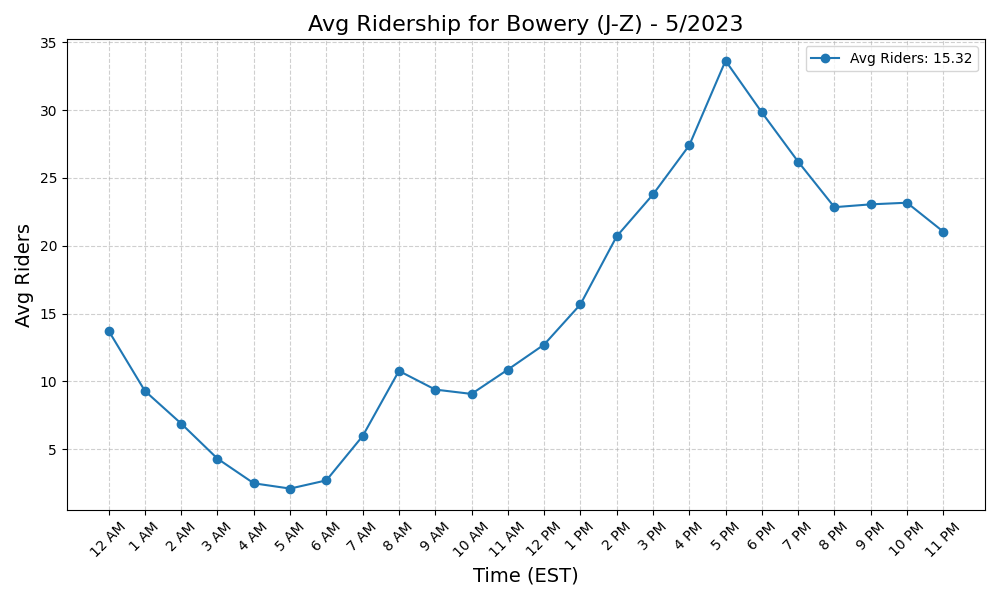 Avg Ridership for Bowery (J-Z) - 5/2023
Avg Riders: 15.32
Avg Riders
35
30
25
20
15
10
5
12 AM
1 AM
2 AM
3 AM
4 AM
5 AM
6 AM
7 AM
8 AM
9 AM
10 AM
11 AM
12 PM
1 PM
2 PM
3 PM
4 PM
5 PM
6 PM
7 PM
8 PM
9 PM
10 PM
11 PM
Time (EST)